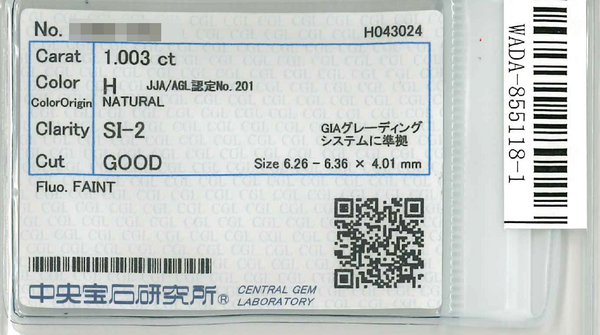 No. H043024
Carat 1.003 ct
Color H JJA/AGL認定No. 201
ColorOrigin NATURAL
Clarity SI-2 GIAグレーディング
システムに準拠
Cut GOOD Size 6.26 - 6.36 × 4.01 mm
Fluo. FAINT
中央宝石研究所® CENTRAL GEM
LABORATORY
WADA-855118-1